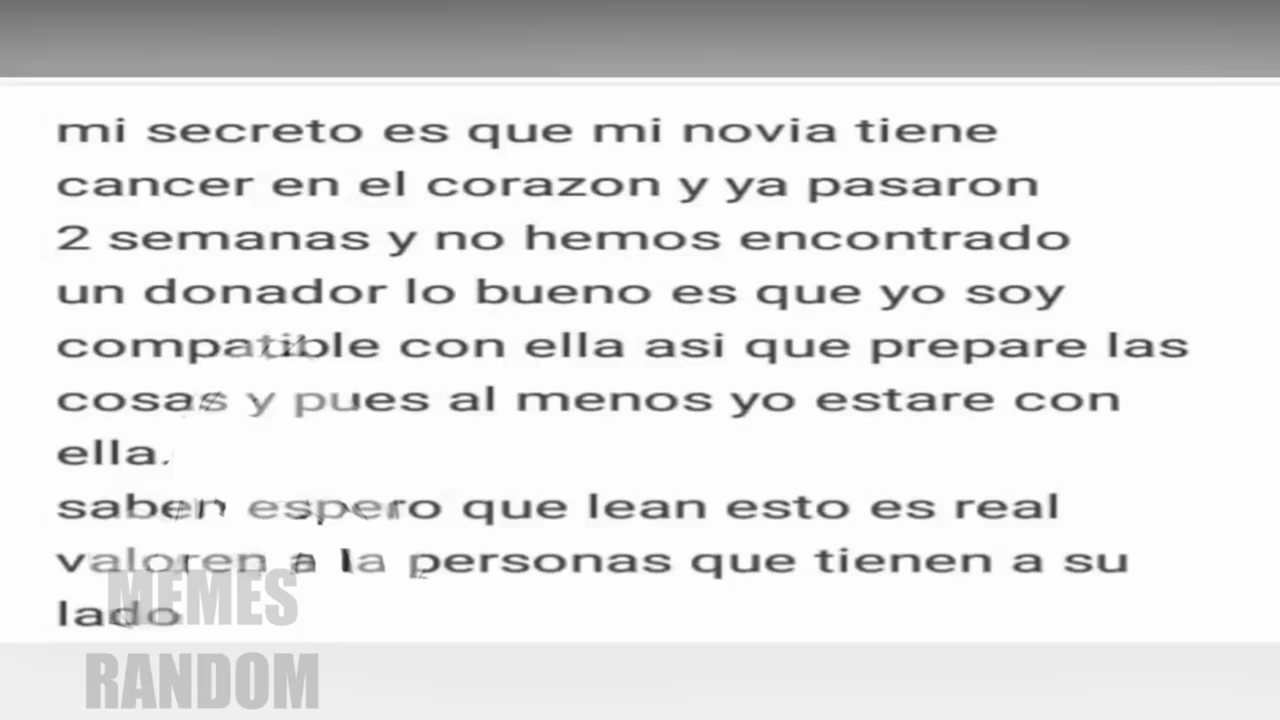 mi secreto es que mi novia tiene
cancer en el corazon y ya pasaron
2 semanas y no hemos encontrado
un donador lo bueno es que yo soy
compatible con ella asi que prepare las
cosas y pues al menos yo estare con
ella.
saben espero que lean esto es real
valoren a la personas que tienen a su
lado
MEMES
RANDOM